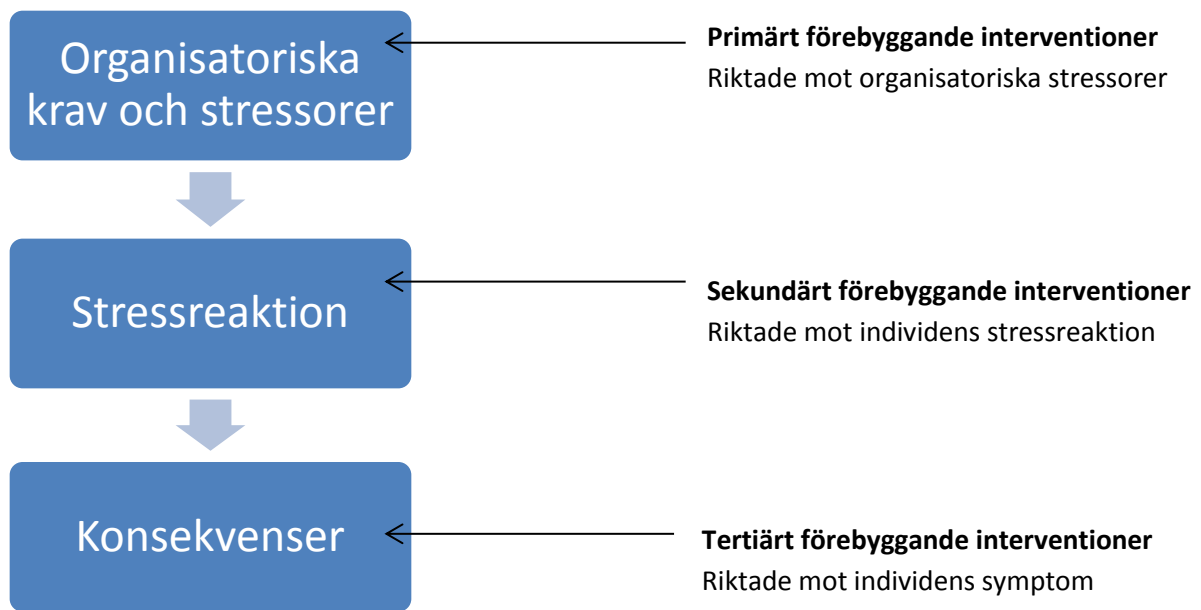 Organisatoriska
krav och stressorer
Primärt förebyggande interventioner
Riktade mot organisatoriska stressorer
Stressreaktion
Sekundärt förebyggande interventioner
Riktade mot individens stressreaktion
Konsekvenser
Tertiärt förebyggande interventioner
Riktade mot individens symptom